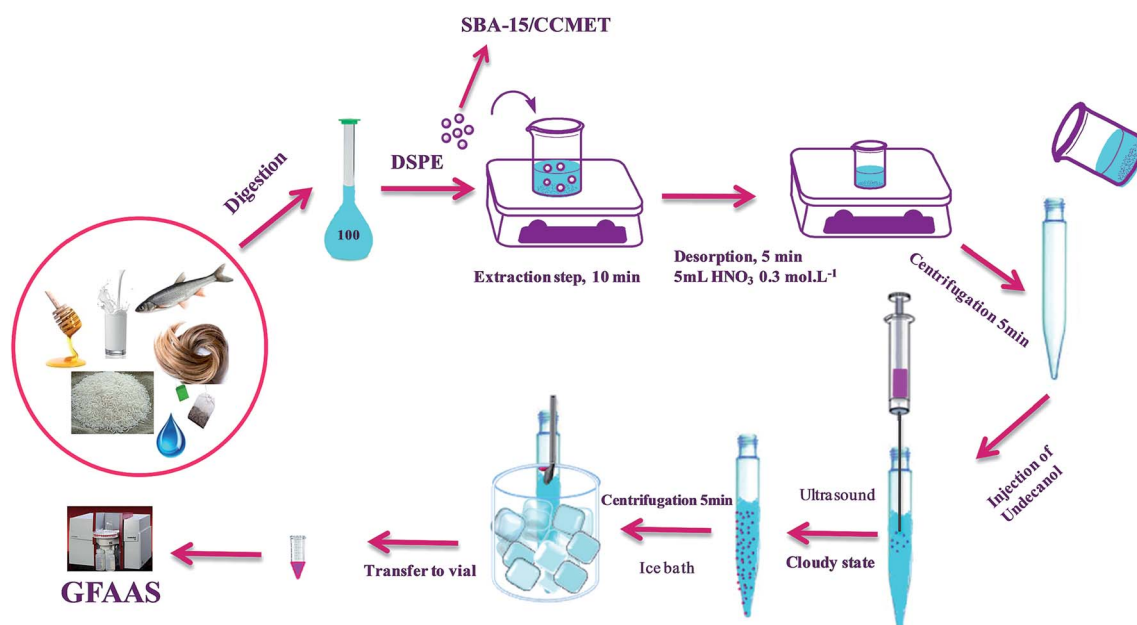 SBA-15/CCMET
Digestion
DSPE
100
Extraction step, 10 min
Desorption, 5 min
5mL HNO₃ 0.3 mol.L⁻¹
Centrifugation 5min
Injection of
Undecanol
Ultrasound
Cloudy state
Centrifugation 5min
Ice bath
Transfer to vial
GFAAS